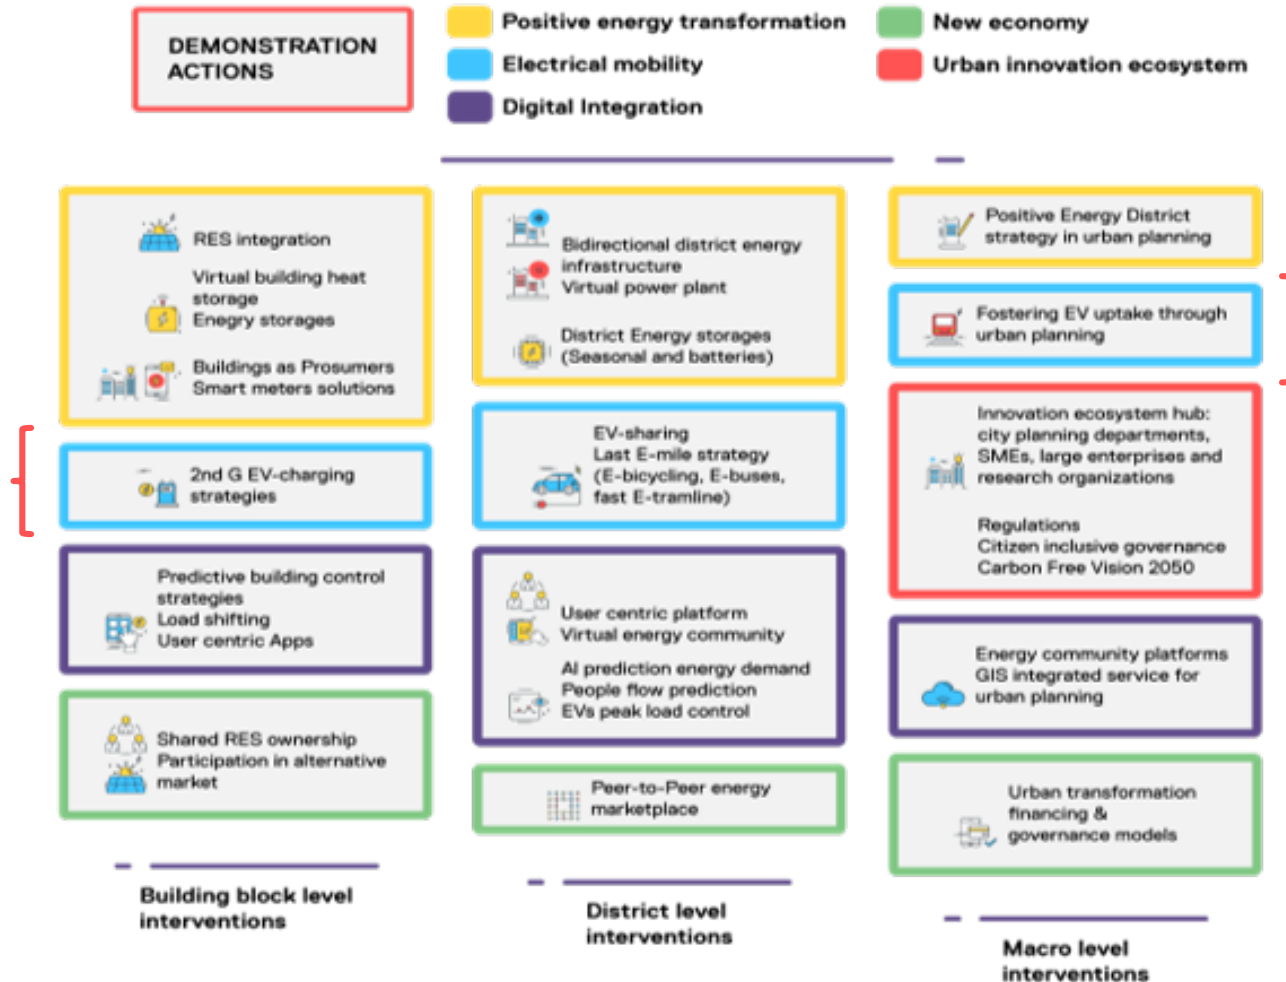 DEMONSTRATION
ACTIONS
Positive energy transformation
Electrical mobility
Digital Integration
New economy
Urban innovation ecosystem
RES integration
Virtual building heat
storage
Enegry storages
Buildings as Prosumers
Smart meters solutions
2nd G EV-charging
strategies
Predictive building control
strategies
Load shifting
User centric Apps
Shared RES ownership
Participation in alternative
market
Building block level
interventions
Bidirectional district energy
infrastructure
Virtual power plant
District Energy storages
(Seasonal and batteries)
EV-sharing
Last E-mile strategy
(E-bicycling, E-buses,
fast E-tramline)
User centric platform
Virtual energy community
AI prediction energy demand
People flow prediction
EVs peak load control
Peer-to-Peer energy
marketplace
District level
interventions
Positive Energy District
strategy in urban planning
Fostering EV uptake through
urban planning
Innovation ecosystem hub:
city planning departments,
SMEs, large enterprises and
research organizations
Regulations
Citizen inclusive governance
Carbon Free Vision 2050
Energy community platforms
GIS integrated service for
urban planning
Urban transformation
financing &
governance models
Macro level
interventions